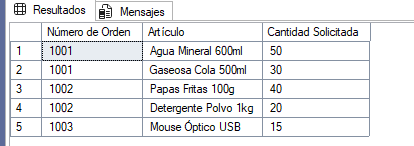 Resultados Mensajes
Número de Orden Artículo Cantidad Solicitada
1 1001 Agua Mineral 600ml 50
2 1001 Gaseosa Cola 500ml 30
3 1002 Papas Fritas 100g 40
4 1002 Detergente Polvo 1kg 20
5 1003 Mouse Óptico USB 15